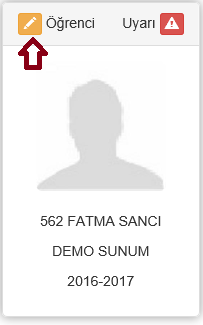 Öğrenci Uyarı
562 FATMA SANCI
DEMO SUNUM
2016-2017